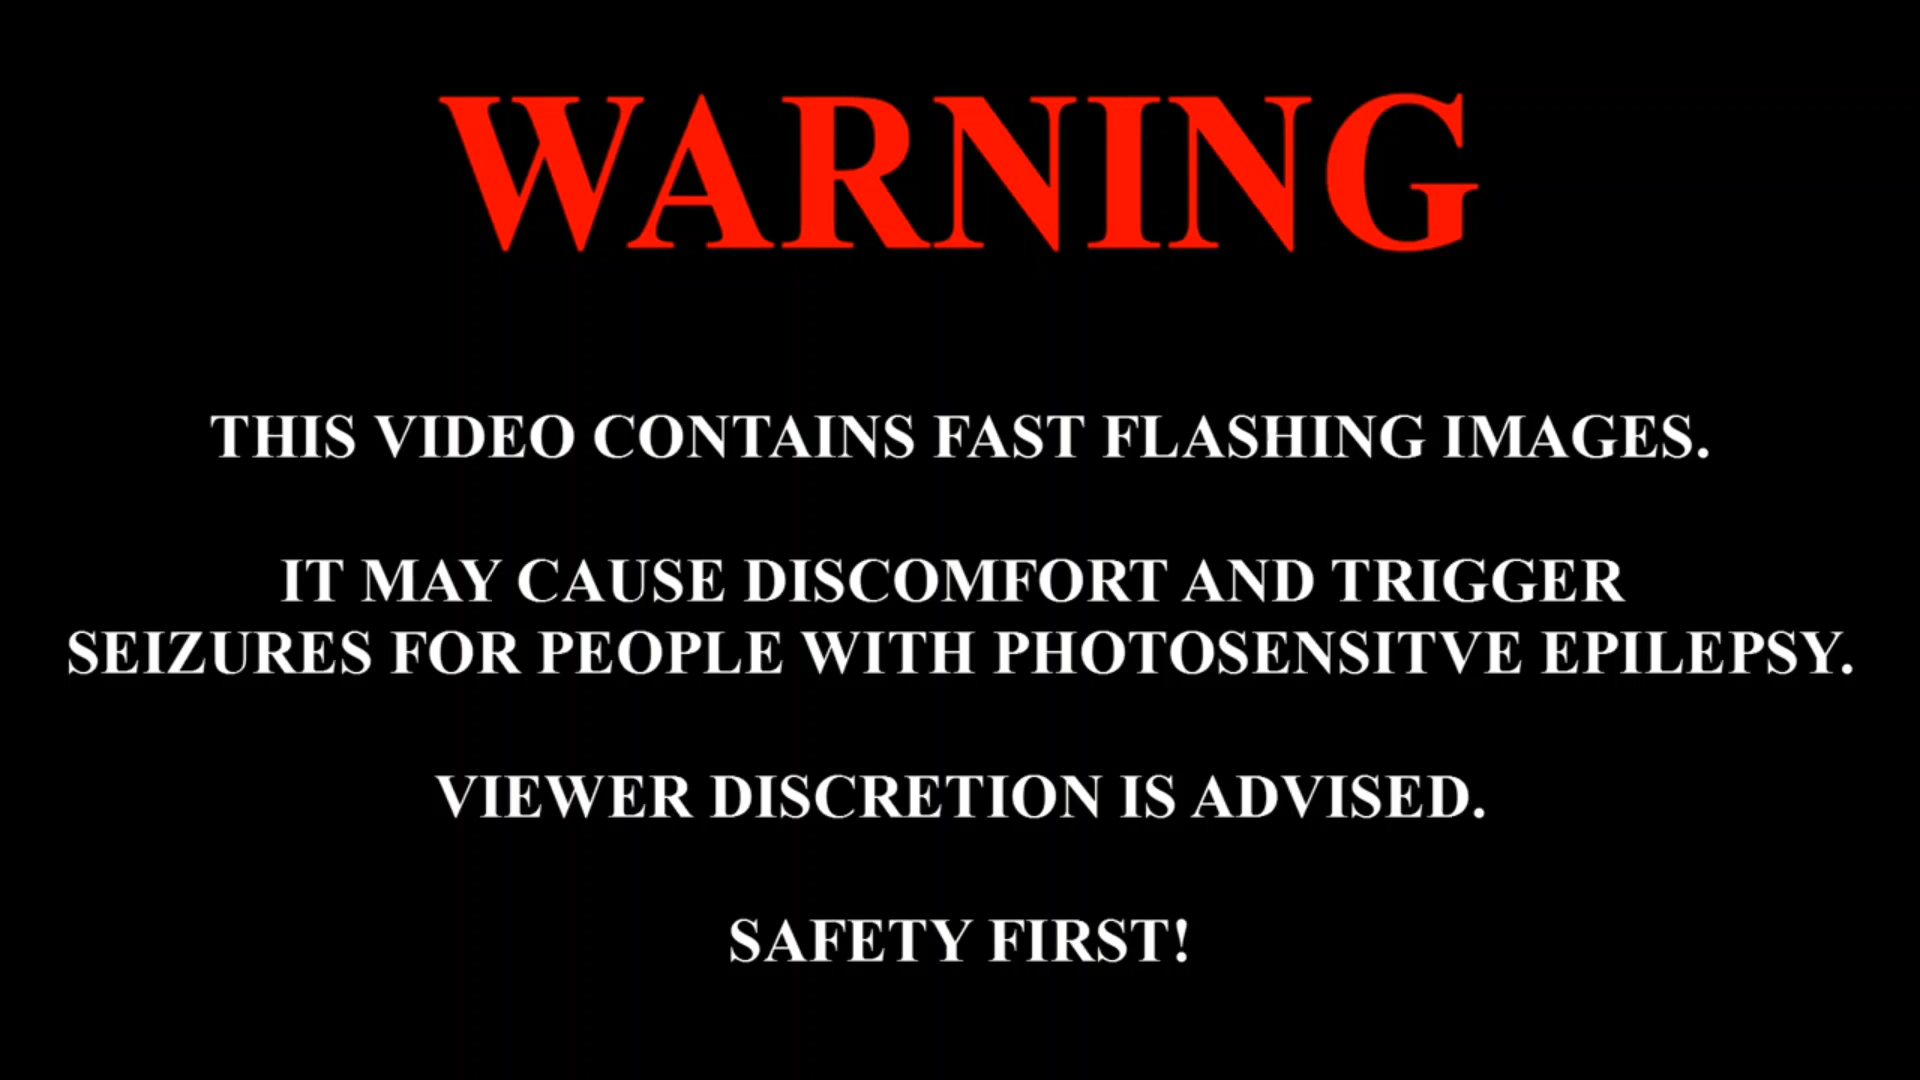 WARNING
THIS VIDEO CONTAINS FAST FLASHING IMAGES.
IT MAY CAUSE DISCOMFORT AND TRIGGER
SEIZURES FOR PEOPLE WITH PHOTOSENSITVE EPILEPSY.
VIEWER DISCRETION IS ADVISED.
SAFETY FIRST!